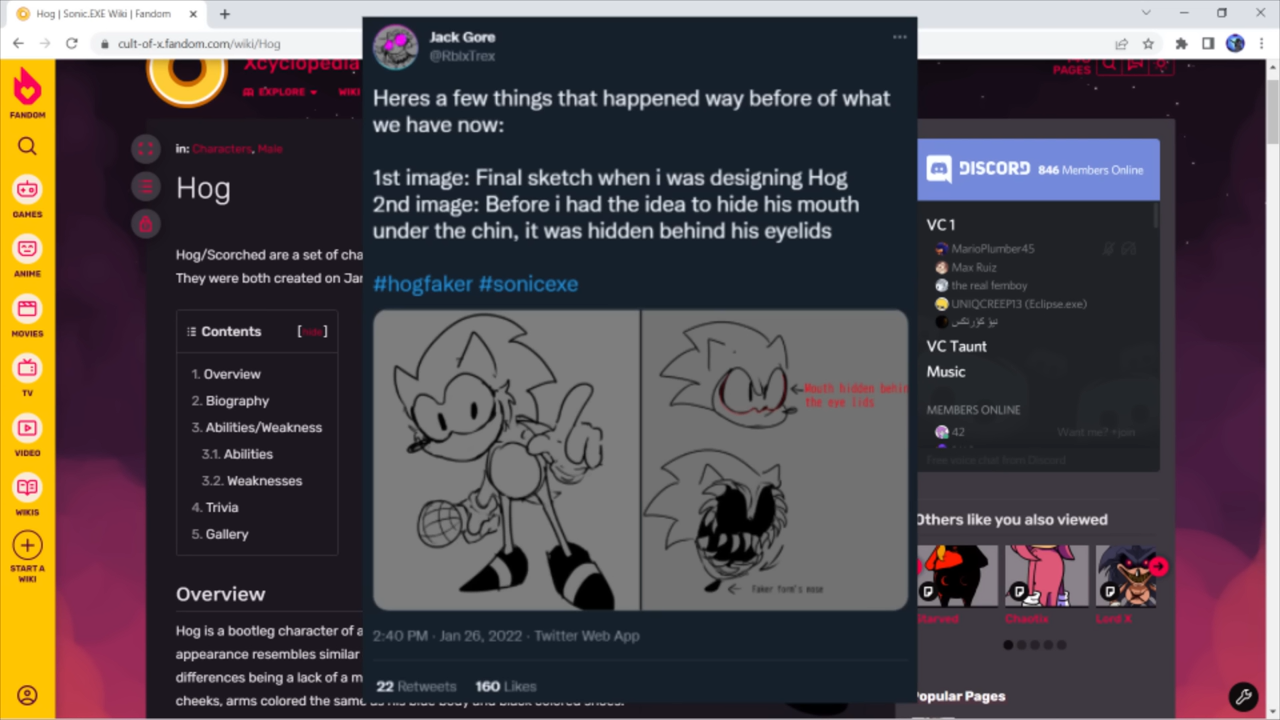 Hog | Sonic.EXE Wiki | Fandom
cult-of-x.fandom.com/wiki/Hog
FANDOM
GAMES
ANIME
MOVIES
TV
VIDEO
WIKIS
START A
WIKI
Xcyclopedia
EXPLORE
WIKI
PAGES
in: Characters, Male
Hog
Hog/Scorched are a set of cha
They were both created on Jan
Contents
[hide]
1. Overview
2. Biography
3. Abilities/Weakness
3.1. Abilities
3.2. Weaknesses
4. Trivia
5. Gallery
Overview
Hog is a bootleg character of a
appearance resembles similar
differences being a lack of a m
cheeks, arms colored the same as his blue body and black colored shoes.
Jack Gore
@RblxTrex
Heres a few things that happened way before of what
we have now:
1st image: Final sketch when i was designing Hog
2nd image: Before i had the idea to hide his mouth
under the chin, it was hidden behind his eyelids
#hogfaker #sonicexe
Mouth hidden behin
the eye lids
Faker form's nose
2:40 PM · Jan 26, 2022 · Twitter Web App
22 Retweets 160 Likes
DISCORD 846 Members Online
VC 1
MarioPlumber45
Max Ruiz
the real femboy
UNIQCREEP13 (Eclipse.exe)
VC Taunt
Music
MEMBERS ONLINE
42
Want me? +join
Free voice chat from Discord
Others like you also viewed
Starved
Chaotix
Lord X
Popular Pages